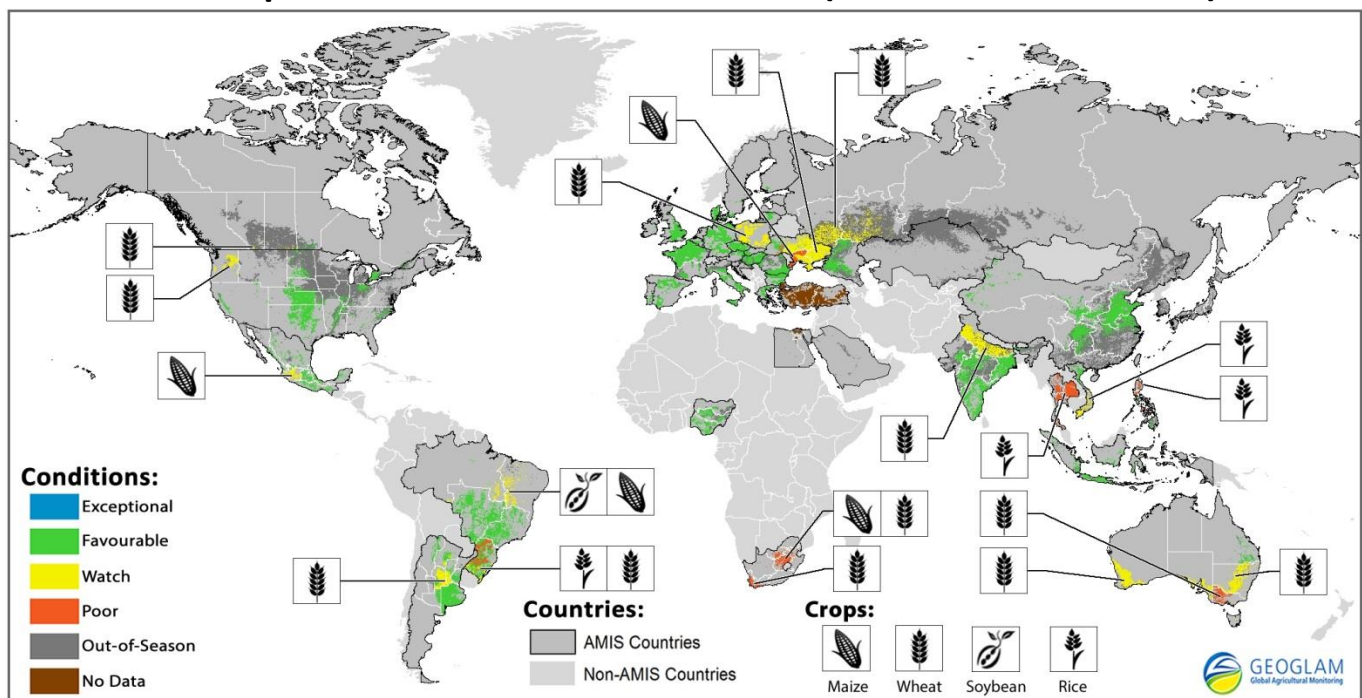 Conditions:
Exceptional
Favourable
Watch
Poor
Out-of-Season
No Data
Countries:
AMIS Countries
Non-AMIS Countries
Crops:
Maize
Wheat
Soybean
Rice
GEOGLAM
Global Agricultural Monitoring